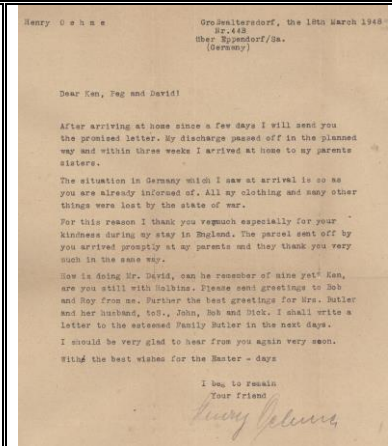 Henry Oehme
Großwaltersdorf, the 18th March 1948
Nr.44B
über Eppendorf/Sa.
(Germany)
Dear Ken, Peg and David!
After arriving at home since a few days I will send you
the promised letter. My discharge passed off in the planned
way and within three weeks I arrived at home to my parents
sisters.
The situation in Germany which I saw at arrival is so as
you are already informed of. All my clothing and many other
things were lost by the state of war.
For this reason I thank you verymuch especially for your
kindness during my stay in England. The parcel sent off by
you arrived promptly at my parents and they thank you very
much in the same way.
How is doing Mr. David, can he remember of mine yet? Ken,
are you still with Holbins. Please send greetings to Bob
and Roy from me. Further the best greetings for Mrs. Butler
and her husband, toS., John, Bob and Dick. I shall write a
letter to the esteemed Family Butler in the next days.
I should be very glad to hear from you again very soon.
With the best wishes for the Easter - days
I beg to remain
Your friend
Henry Oehme